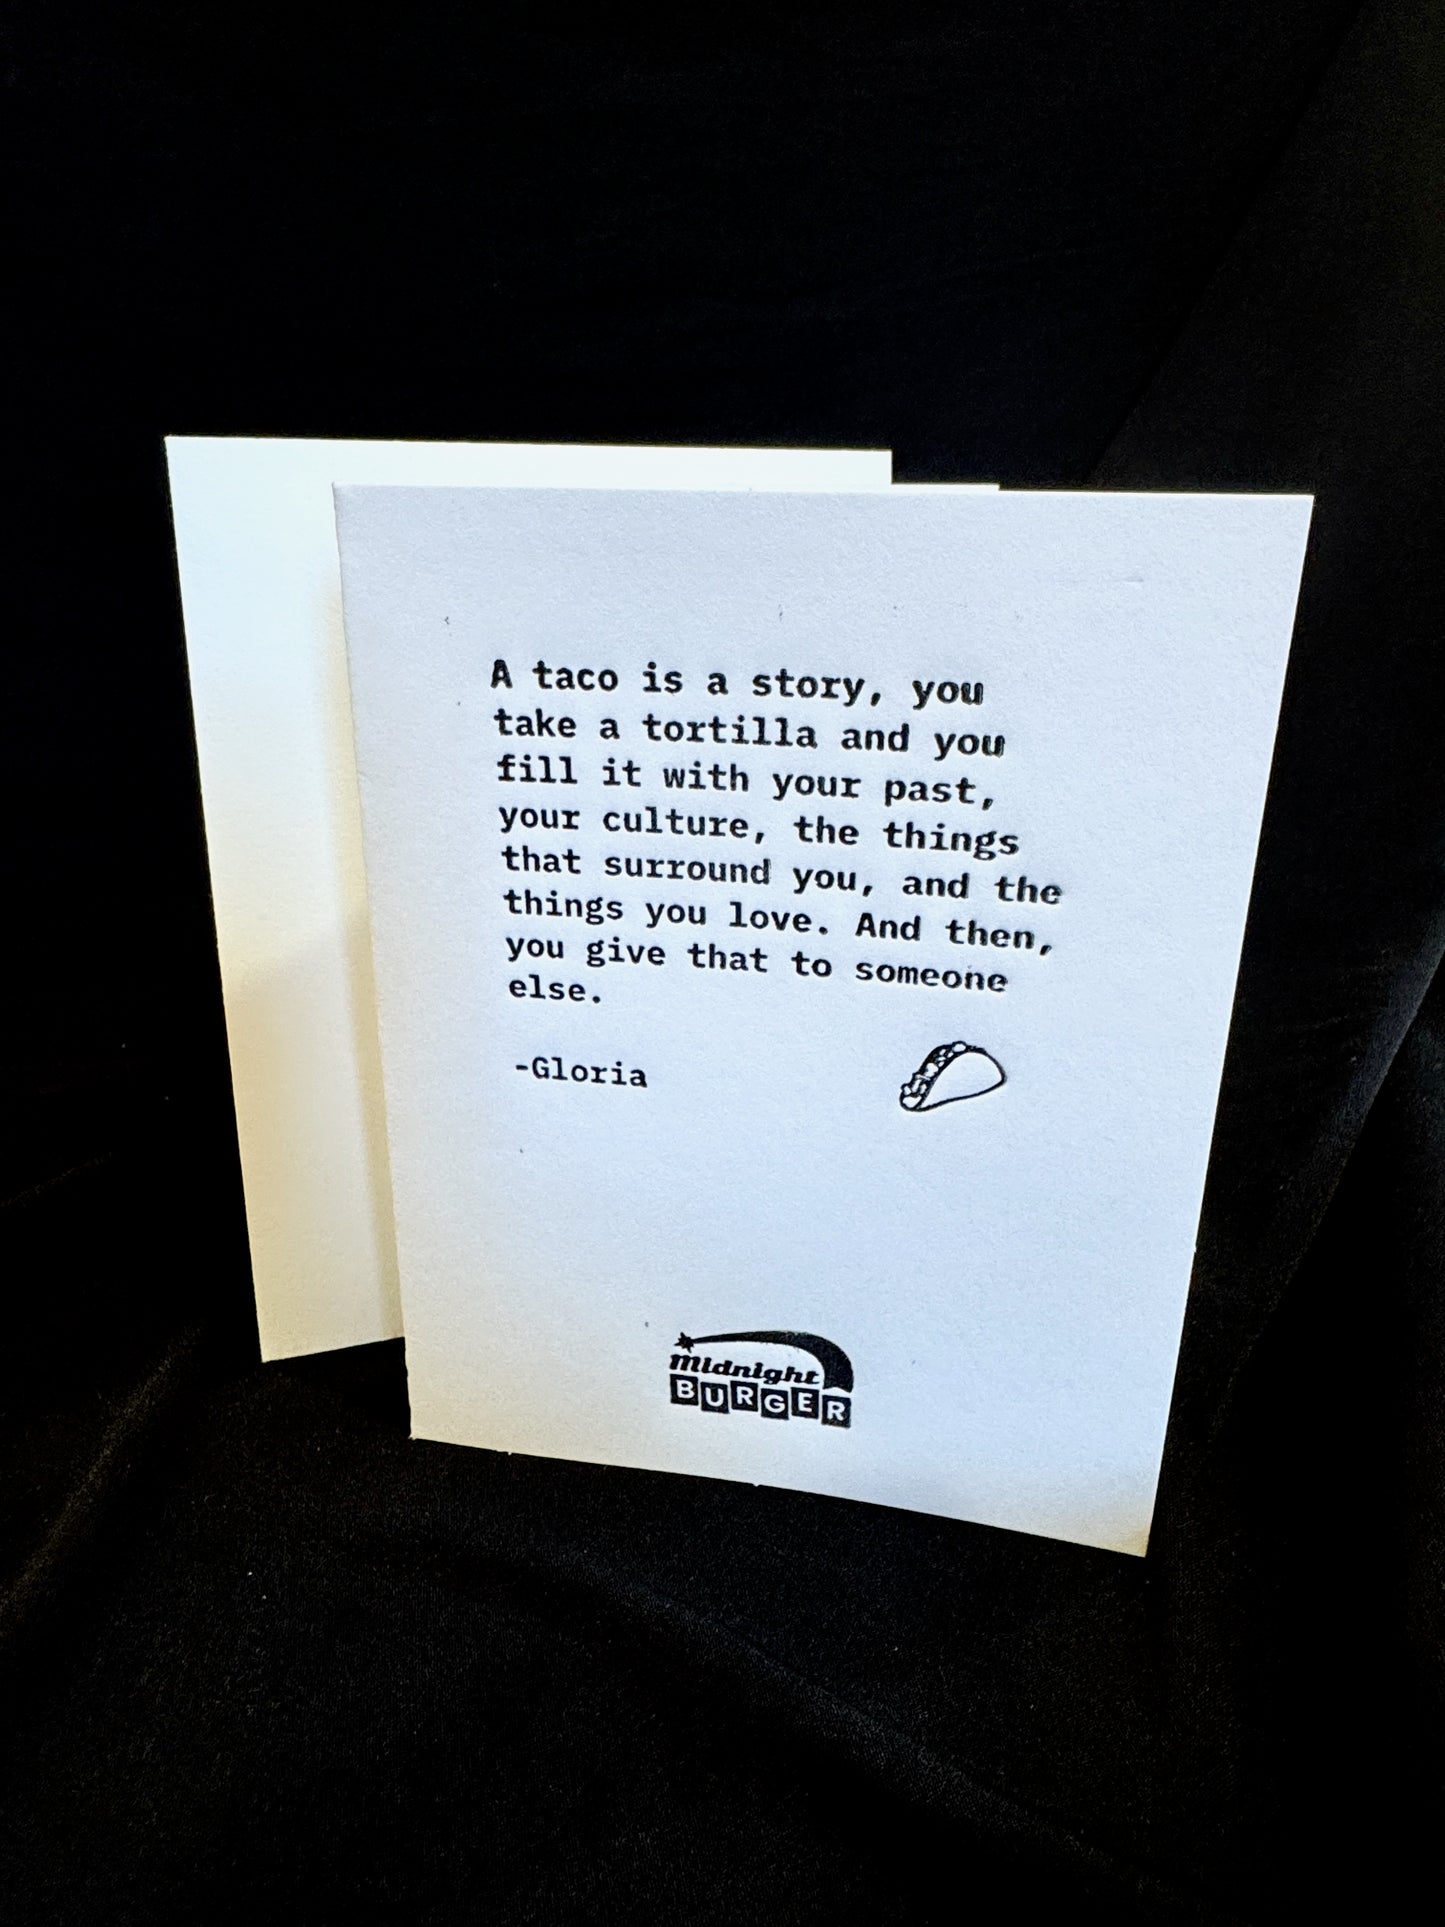 A taco is a story, you
take a tortilla and you
fill it with your past,
your culture, the things
that surround you, and the
things you love. And then,
you give that to someone
else.
-Gloria
Midnight
BURGER